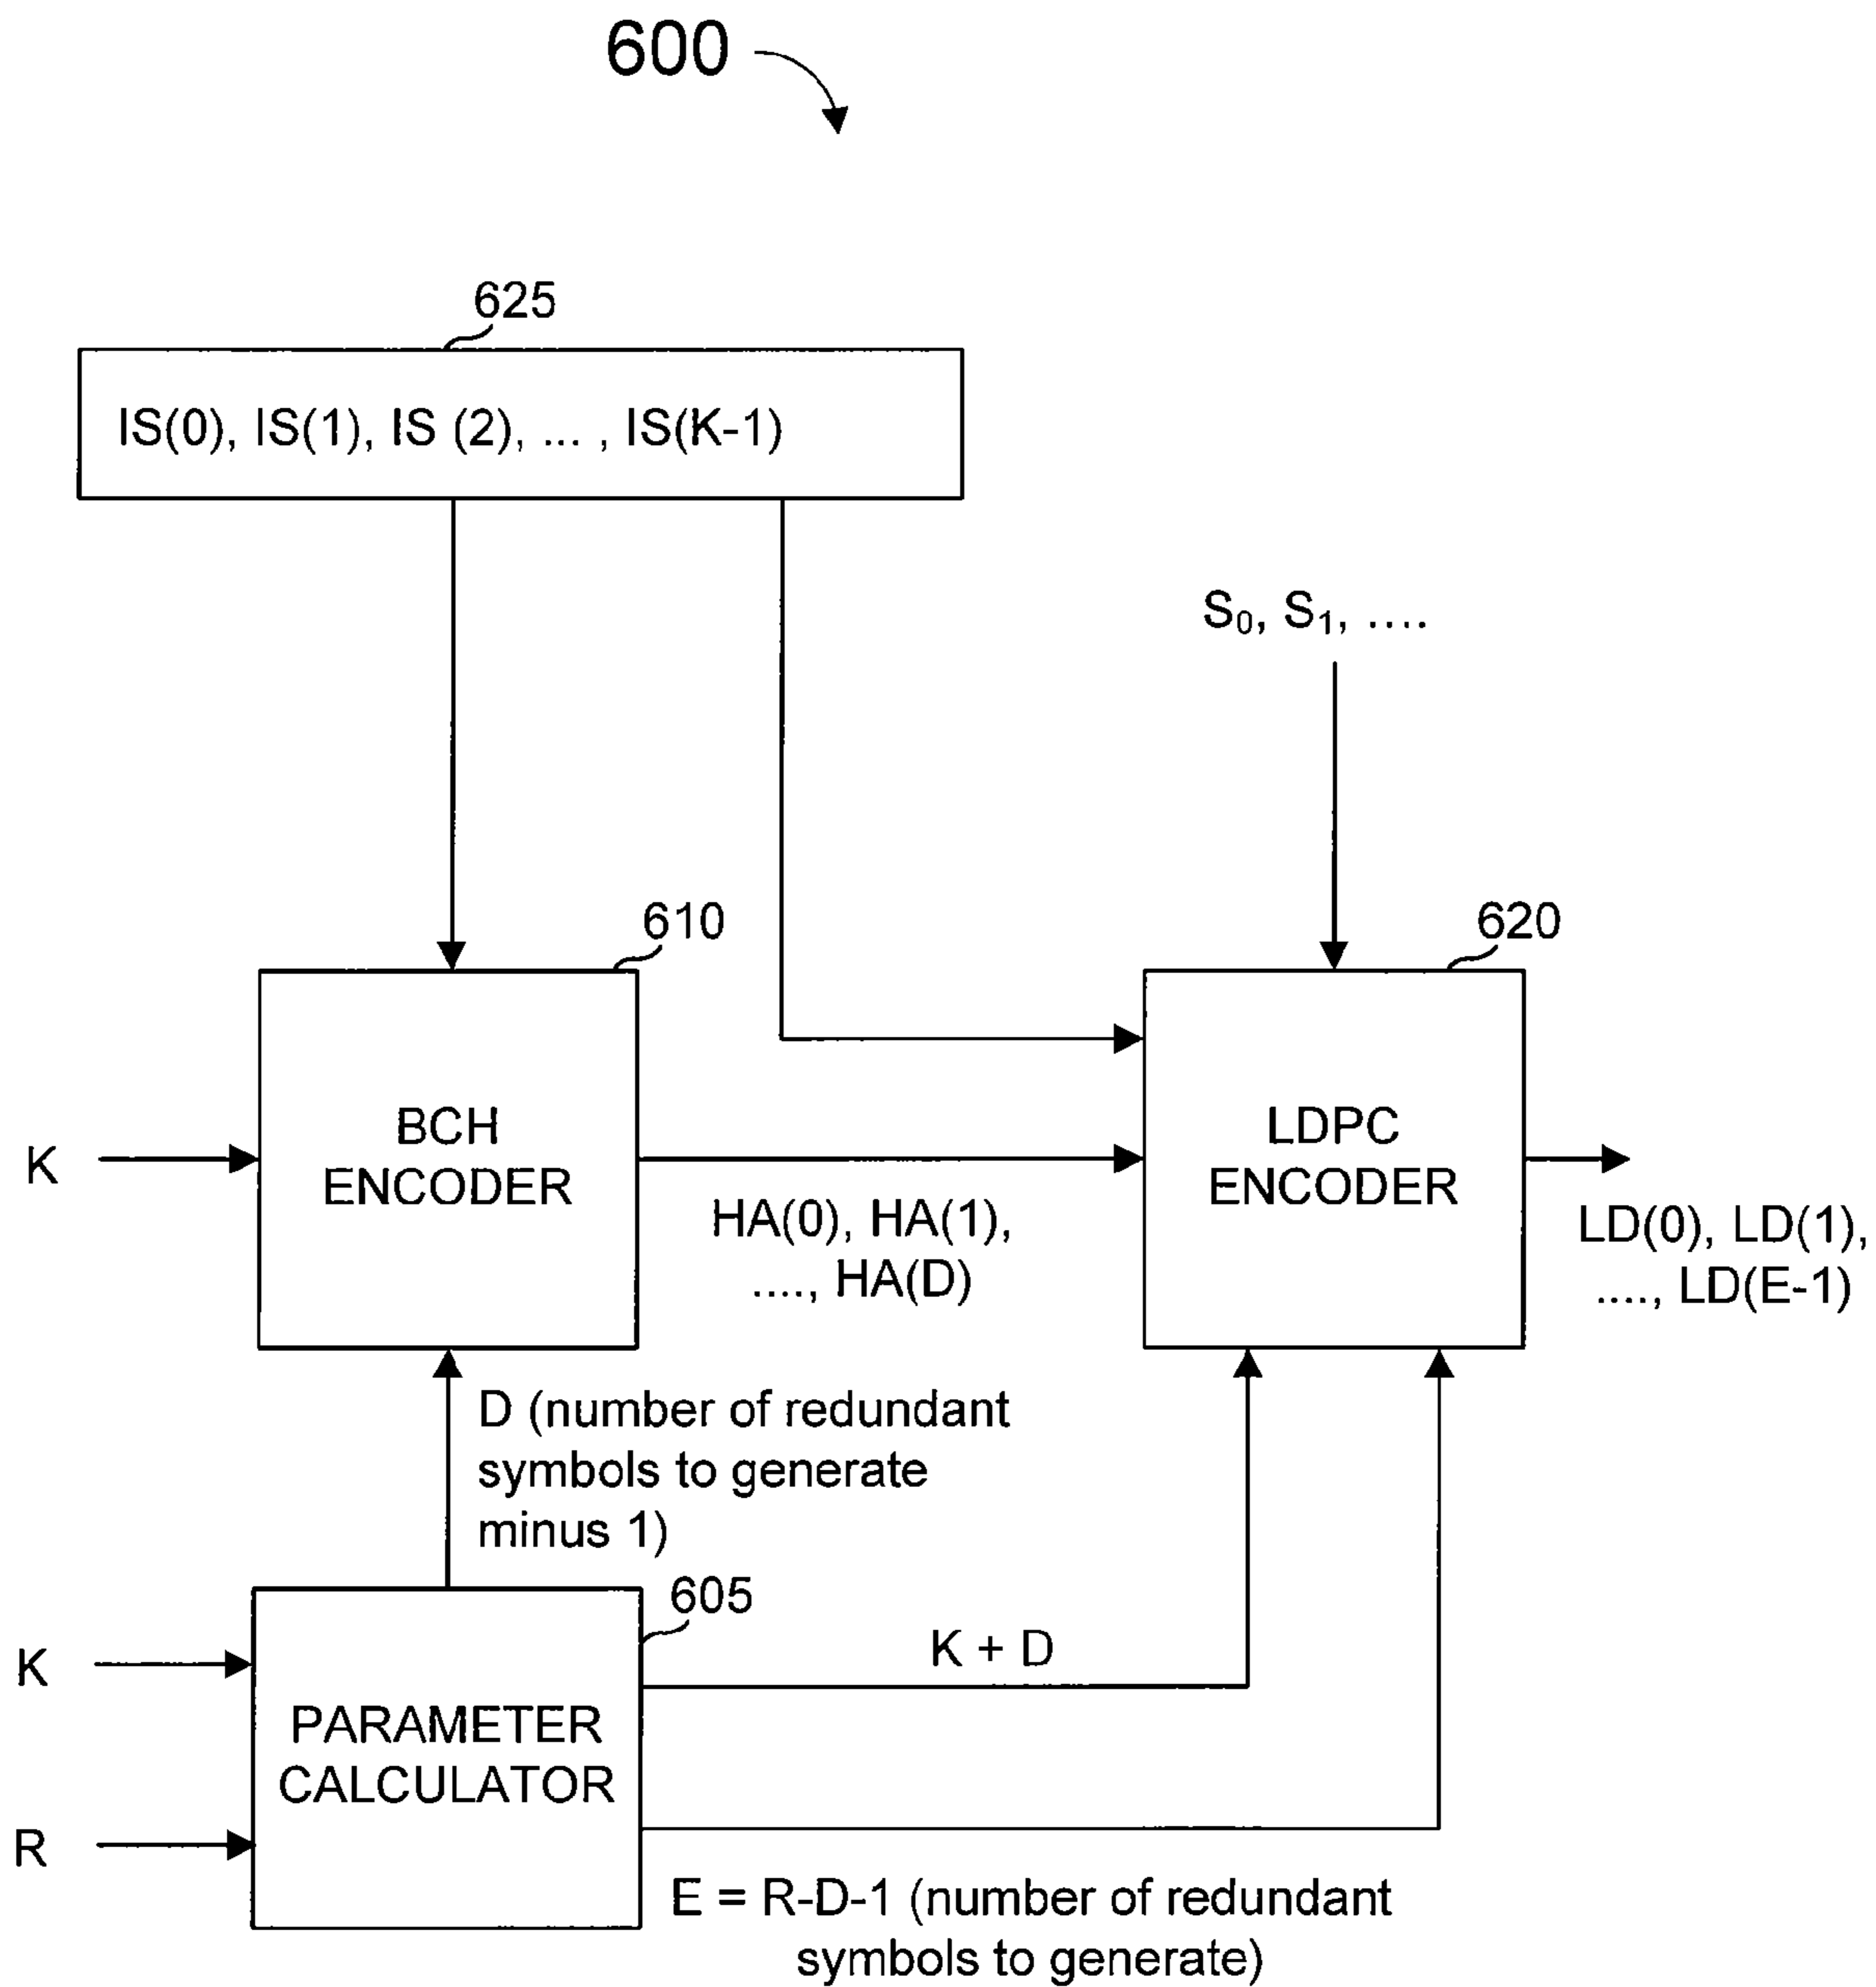 600
625
IS(0), IS(1), IS (2), ... , IS(K-1)
S₀, S₁, ....
610
620
BCH
ENCODER
LDPC
ENCODER
K
HA(0), HA(1),
...., HA(D)
LD(0), LD(1),
...., LD(E-1)
D (number of redundant
symbols to generate
minus 1)
605
K
K + D
PARAMETER
CALCULATOR
R
E = R-D-1 (number of redundant
symbols to generate)